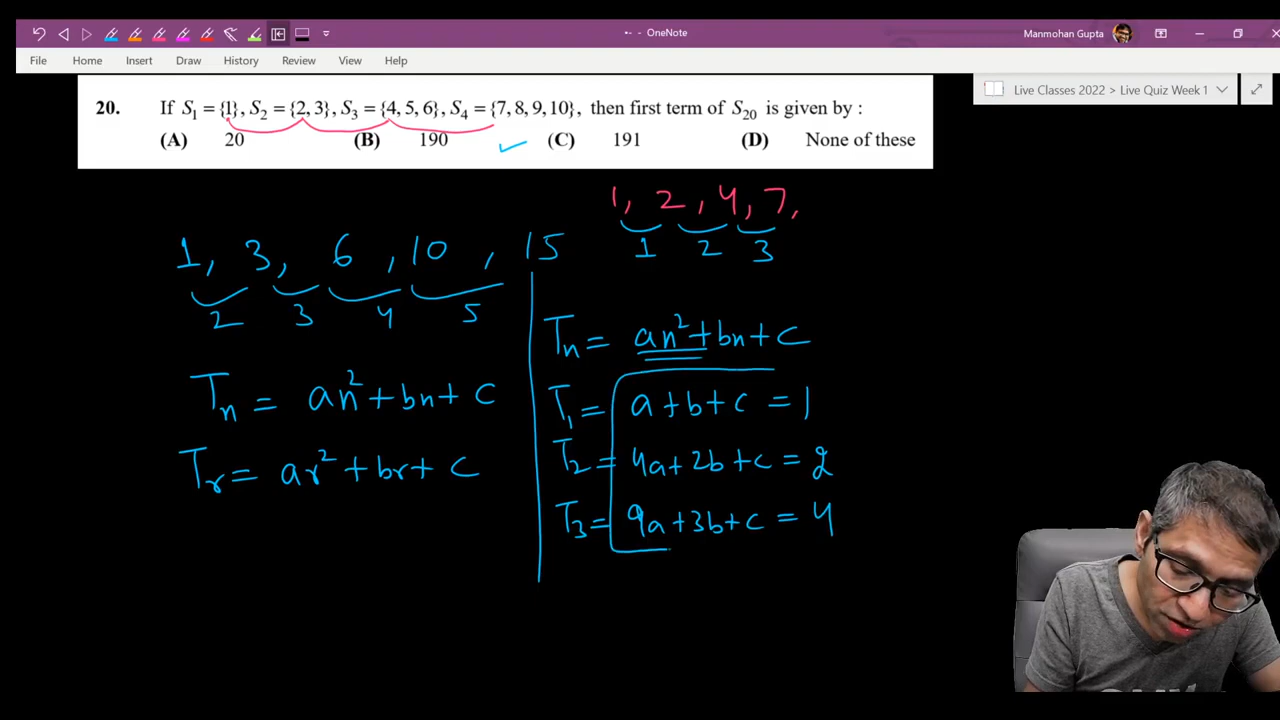 OneNote
Manmohan Gupta
File Home Insert Draw History Review View Help
Live Classes 2022 > Live Quiz Week 1
20. If S₁ = {1}, S₂ = {2, 3}, S₃ = {4, 5, 6}, S₄ = {7, 8, 9, 10}, then first term of S₂₀ is given by :
(A) 20 (B) 190 (C) 191 (D) None of these
1, 2, 4, 7,
1 2 3
1, 3, 6, 10, 15
2 3 4 5
Tₙ = an² + bn + c
Tᵣ = ar² + br + c
Tₙ = an² + bn + c
T₁ = a + b + c = 1
T₂ = 4a + 2b + c = 2
T₃ = 9a + 3b + c = 4